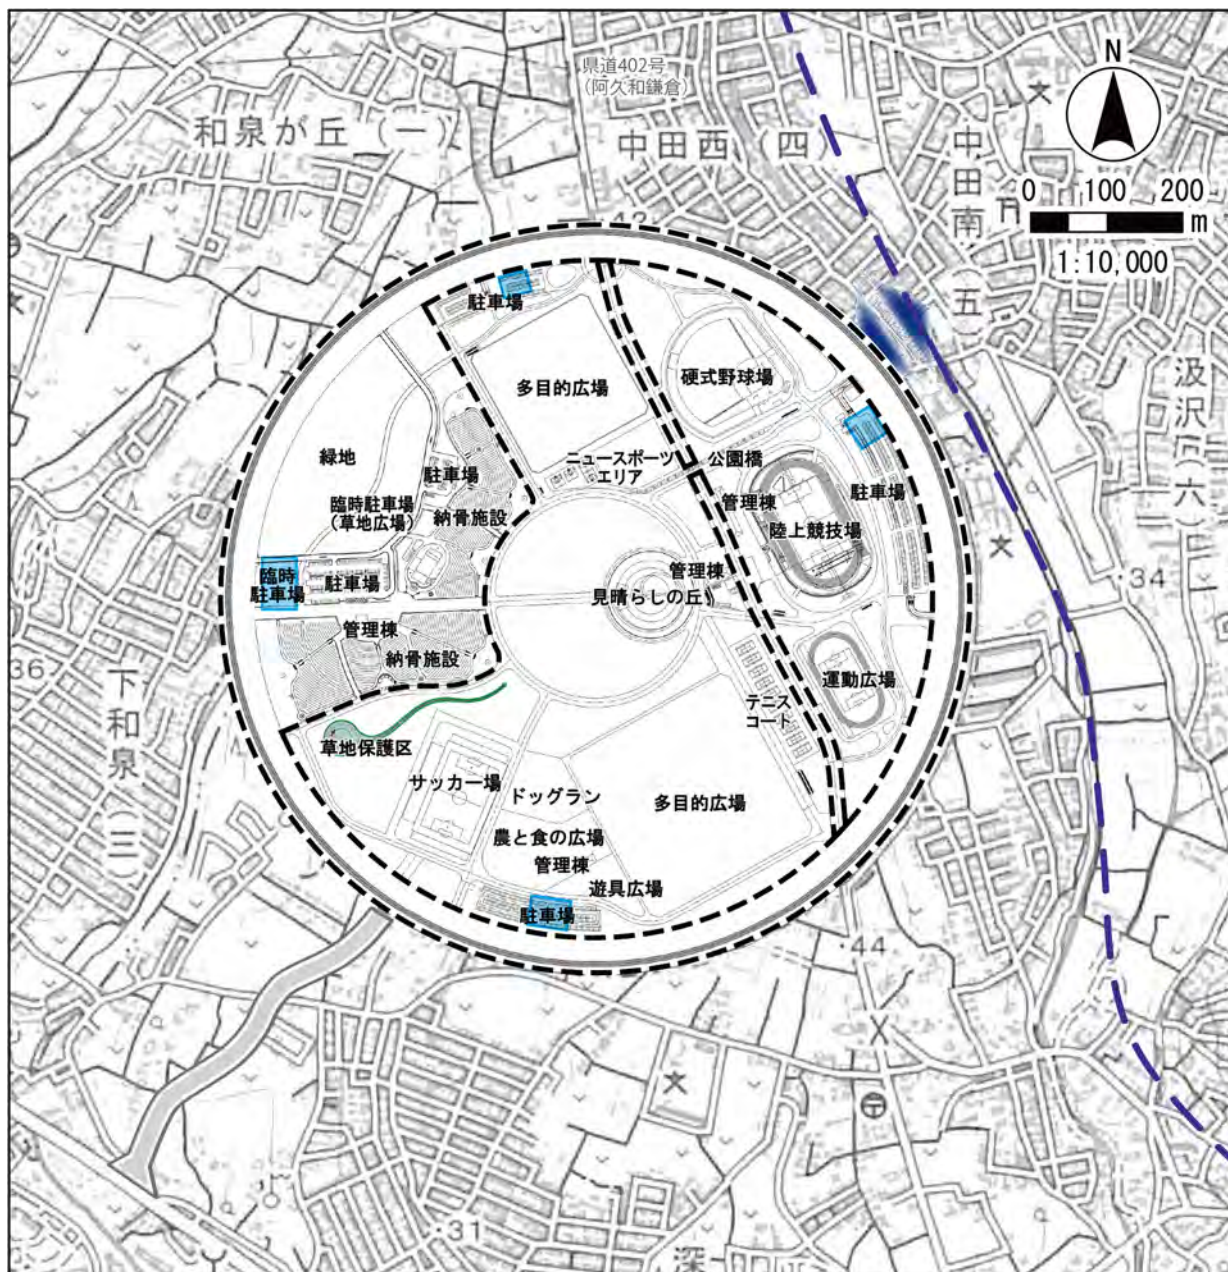 県道402号
（阿久和鎌倉）
N
和泉が丘（一）
中田西（四）
中田南（五）
0 100 200
m
1:10,000
42
駐車場
多目的広場
硬式野球場
汲沢（六）
緑地
駐車場
ニュースポーツ
エリア
公園橋
臨時駐車場
（草地広場）
納骨施設
管理棟
駐車場
陸上競技場
臨時
駐車場
駐車場
管理棟
見晴らしの丘
34
管理棟
納骨施設
36
下和泉（三）
運動広場
テニス
コート
草地保護区
サッカー場
ドッグラン
多目的広場
農と食の広場
管理棟
遊具広場
駐車場
44
31
深